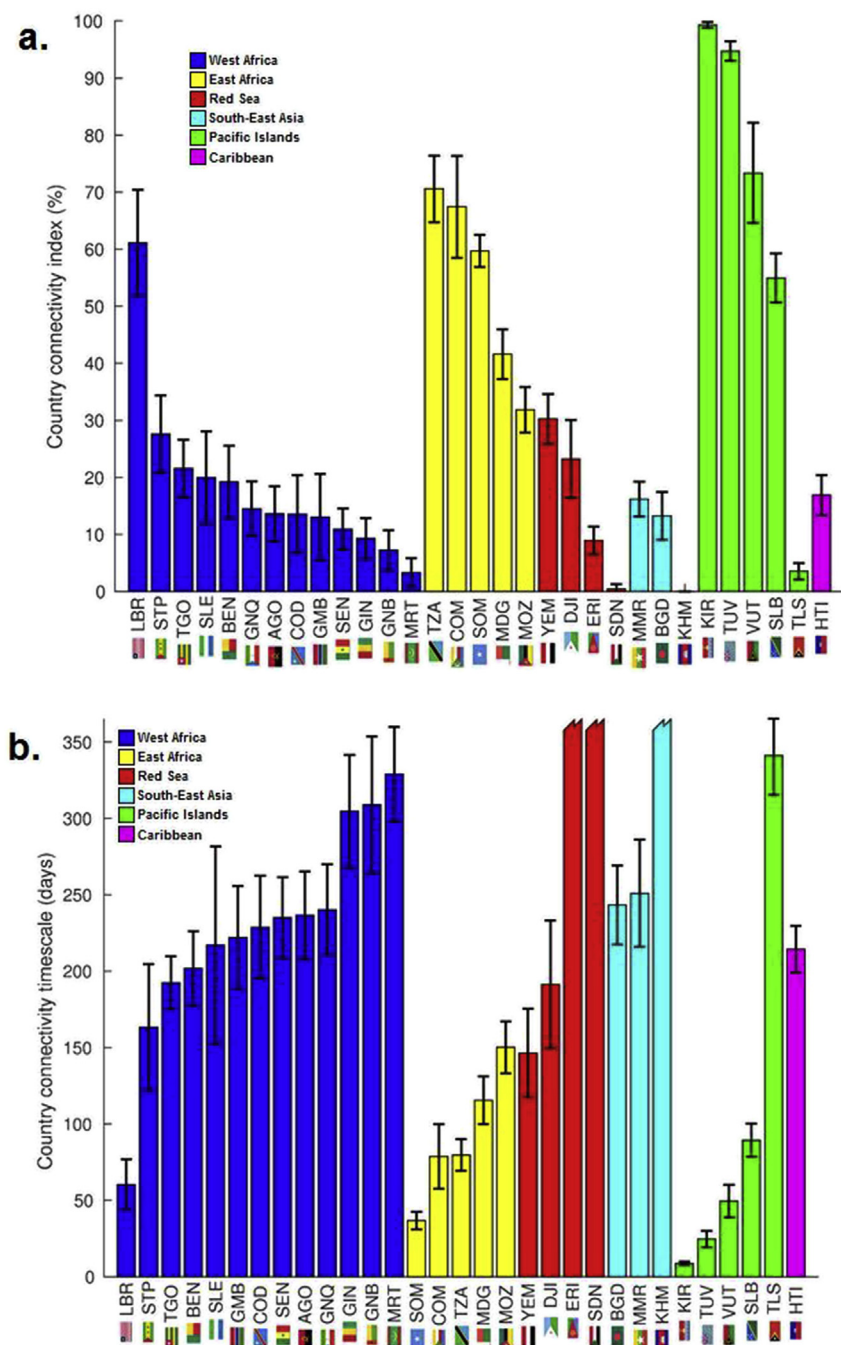 a.
Country connectivity index (%)
100
90
80
70
60
50
40
30
20
10
0
West Africa
East Africa
Red Sea
South-East Asia
Pacific Islands
Caribbean
LBR STP TGO SLE BEN GNQ AGO COD GMB SEN GIN GNB MRT TZA COM SOM MDG MOZ YEM DJI ERI SDN MMR BGD KHM KIR TUV VUT SLB TLS HTI
b.
Country connectivity timescale (days)
350
300
250
200
150
100
50
0
West Africa
East Africa
Red Sea
South-East Asia
Pacific Islands
Caribbean
LBR STP TGO BEN SLE GMB COD SEN AGO GNQ GIN GNB MRT SOM COM TZA MDG MOZ YEM DJI ERI SDN BGD MMR KHM KIR TUV VUT SLB TLS HTI